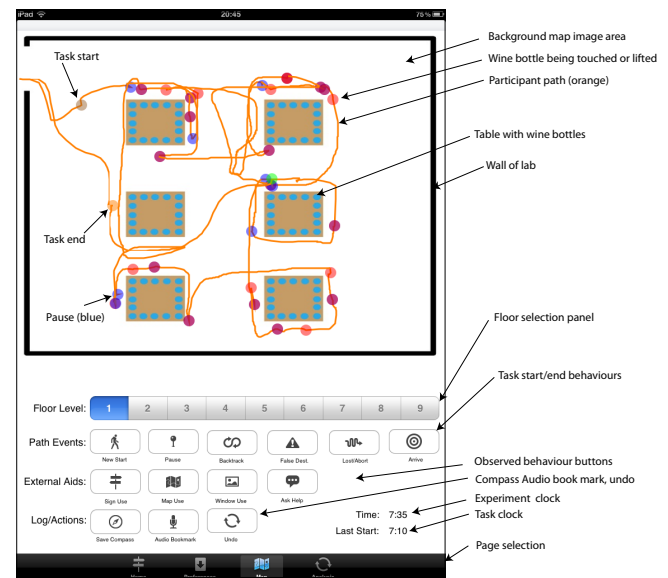 iPad 20:45 75%
Background map image area
Task start
Wine bottle being touched or lifted
Participant path (orange)
Table with wine bottles
Wall of lab
Task end
Pause (blue)
Floor selection panel
Task start/end behaviours
Floor Level: 1 2 3 4 5 6 7 8 9
Path Events:
New Start Pause Backtrack False Dest. Lost/Abort Arrive
Observed behaviour buttons
External Aids:
Sign Use Map Use Window Use Ask Help
Compass Audio book mark, undo
Experiment clock
Log/Actions: Time: 7:35
Task clock
Last Start: 7:10
Save Compass Audio Bookmark Undo
Page selection
Home Preferences Map Analysis